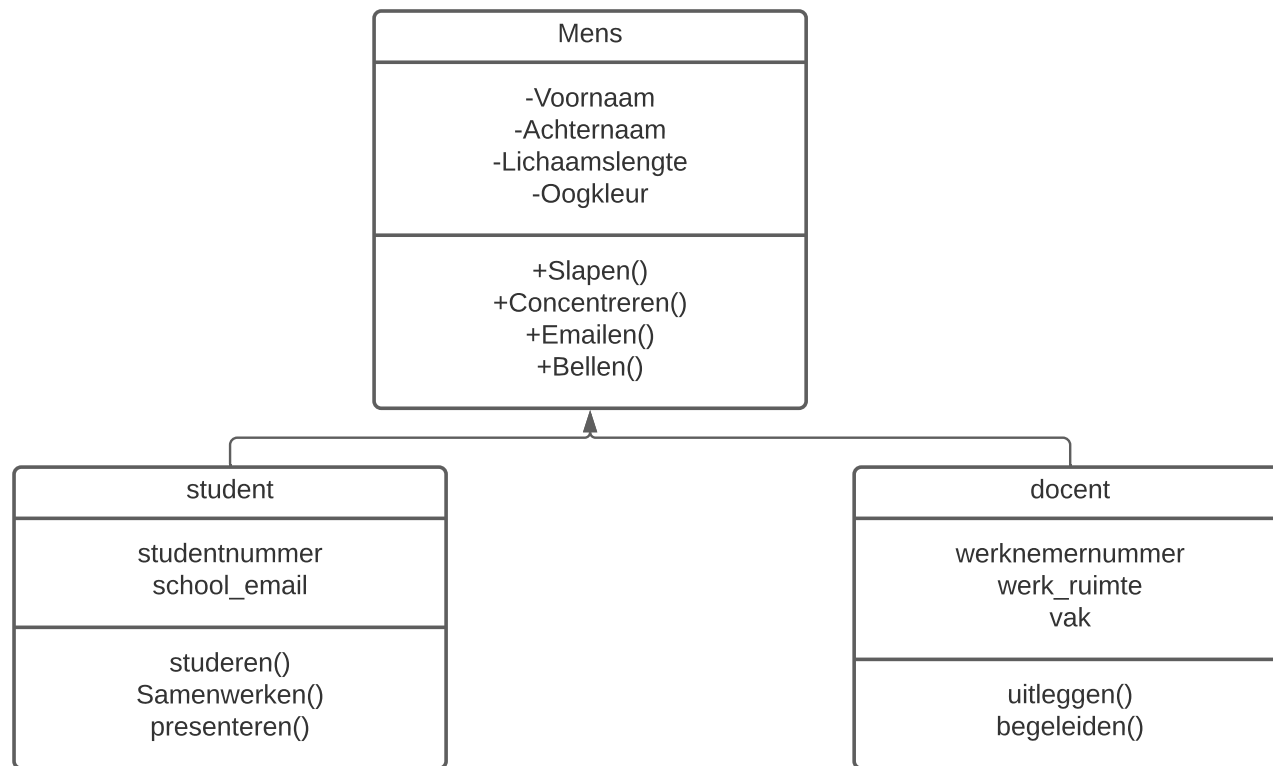 Mens
-Voornaam
-Achternaam
-Lichaamslengte
-Oogkleur
+Slapen()
+Concentreren()
+Emailen()
+Bellen()
student
studentnummer
school_email
studeren()
Samenwerken()
presenteren()
docent
werknemernummer
werk_ruimte
vak
uitleggen()
begeleiden()